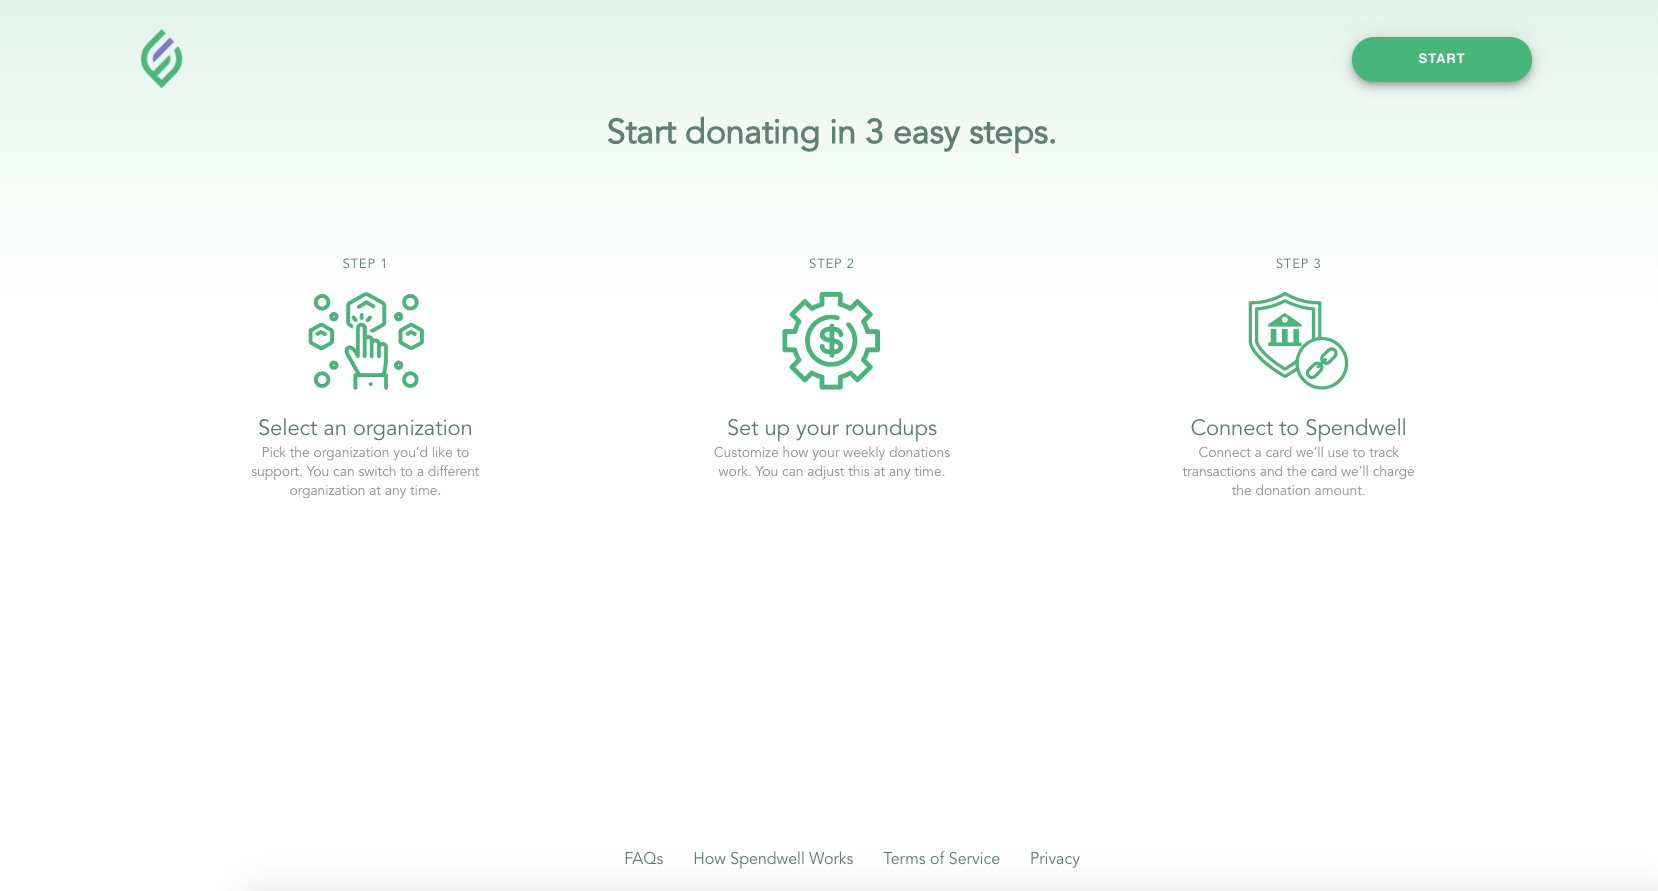 START
Start donating in 3 easy steps.
STEP 1
Select an organization
Pick the organization you’d like to
support. You can switch to a different
organization at any time.
STEP 2
Set up your roundups
Customize how your weekly donations
work. You can adjust this at any time.
STEP 3
Connect to Spendwell
Connect a card we’ll use to track
transactions and the card we’ll charge
the donation amount.
FAQs How Spendwell Works Terms of Service Privacy